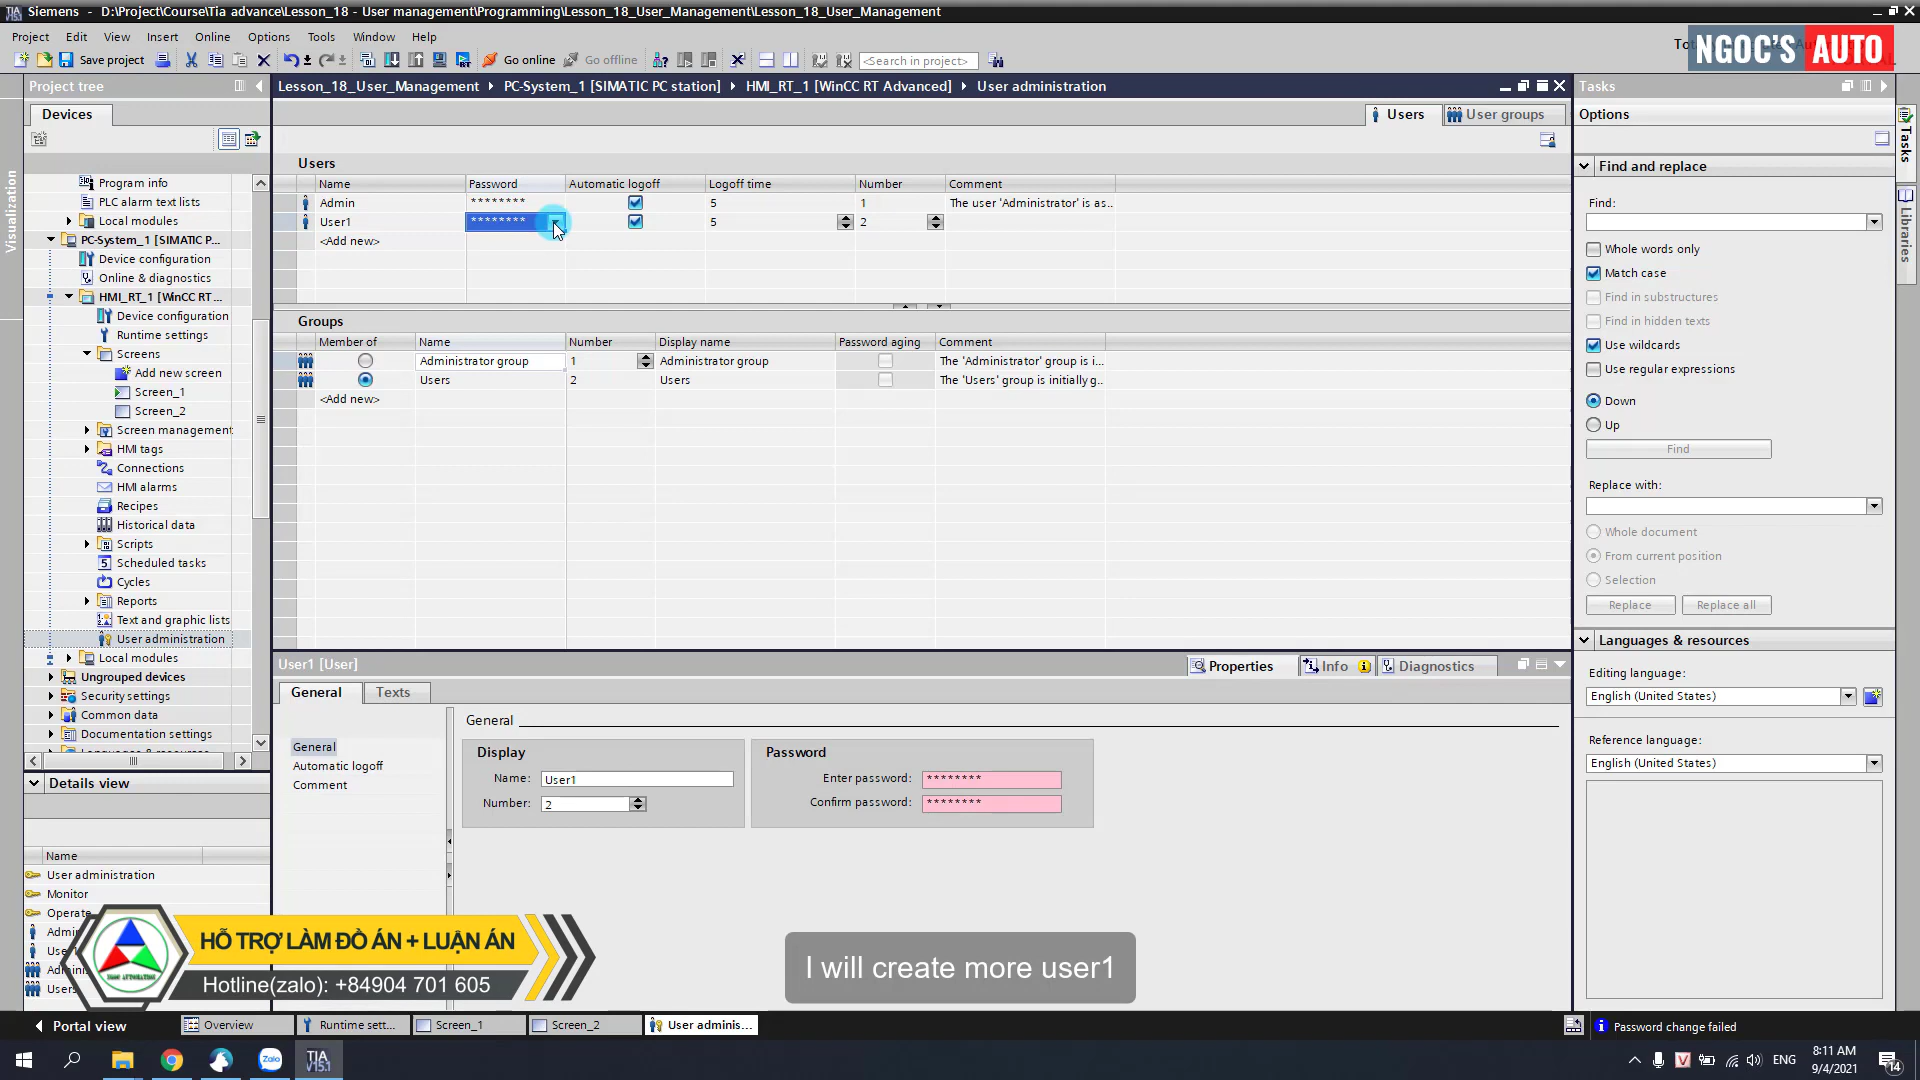 Siemens - D:\Project\Course\Tia advance\Lesson_18 - User management\Programming\Lesson_18_User_Management\Lesson_18_User_Management
Project Edit View Insert Online Options Tools Window Help
Save project
Go online
Go offline
<Search in project>
NGOC'S AUTO
Project tree
Devices
Visualization
Program info
PLC alarm text lists
Local modules
PC-System_1 [SIMATIC P...
Device configuration
Online & diagnostics
HMI_RT_1 [WinCC RT ...
Device configuration
Runtime settings
Screens
Add new screen
Screen_1
Screen_2
Screen management
HMI tags
Connections
HMI alarms
Recipes
Historical data
Scripts
Scheduled tasks
Cycles
Reports
Text and graphic lists
User administration
Local modules
Ungrouped devices
Security settings
Common data
Documentation settings
Details view
Name
User administration
Monitor
Operate
Lesson_18_User_Management PC-System_1 [SIMATIC PC station] HMI_RT_1 [WinCC RT Advanced] User administration
Users User groups
Users
Name Password Automatic logoff Logoff time Number Comment
Admin ******** 5 1 The user 'Administrator' is as..
User1 ******** 5 2
<Add new>
Groups
Member of Name Number Display name Password aging Comment
Administrator group 1 Administrator group The 'Administrator' group is i...
Users 2 Users The 'Users' group is initially g..
<Add new>
User1 [User]
Properties Info Diagnostics
General Texts
General
Automatic logoff
Comment
General
Display
Name: User1
Number: 2
Password
Enter password: ********
Confirm password: ********
Tasks
Options
Find and replace
Find:
Whole words only
Match case
Find in substructures
Find in hidden texts
Use wildcards
Use regular expressions
Down
Up
Find
Replace with:
Whole document
From current position
Selection
Replace Replace all
Languages & resources
Editing language:
English (United States)
Reference language:
English (United States)
Tasks
Libraries
HỖ TRỢ LÀM ĐỒ ÁN + LUẬN ÁN
Hotline(zalo): +84904 701 605
I will create more user1
Portal view
Overview Runtime sett... Screen_1 Screen_2 User adminis...
Password change failed
Zalo
TIA V15.1
ENG
8:11 AM
9/4/2021
14